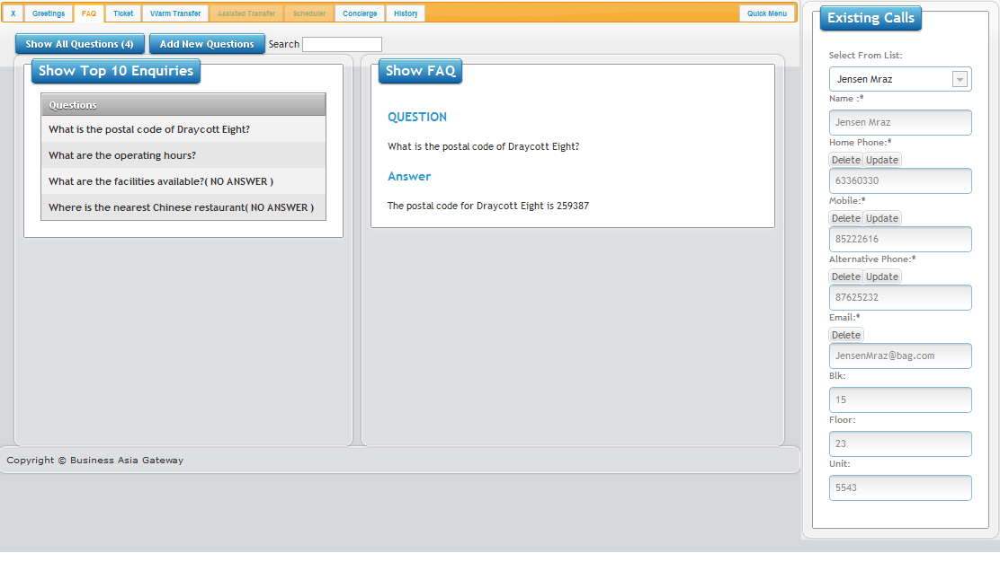 X Greetings FAQ Ticket Warm Transfer Assisted Transfer Scheduler Concierge History Quick Menu
Show All Questions (4) Add New Questions Search
Show Top 10 Enquiries
Questions
What is the postal code of Draycott Eight?
What are the operating hours?
What are the facilities available?( NO ANSWER )
Where is the nearest Chinese restaurant( NO ANSWER )
Show FAQ
QUESTION
What is the postal code of Draycott Eight?
Answer
The postal code for Draycott Eight is 259387
Copyright © Business Asia Gateway
Existing Calls
Select From List:
Jensen Mraz
Name :*
Jensen Mraz
Home Phone:*
Delete Update
63360330
Mobile:*
Delete Update
85222616
Alternative Phone:*
Delete Update
87625232
Email:*
Delete
JensenMraz@bag.com
Blk:
15
Floor:
23
Unit:
5543